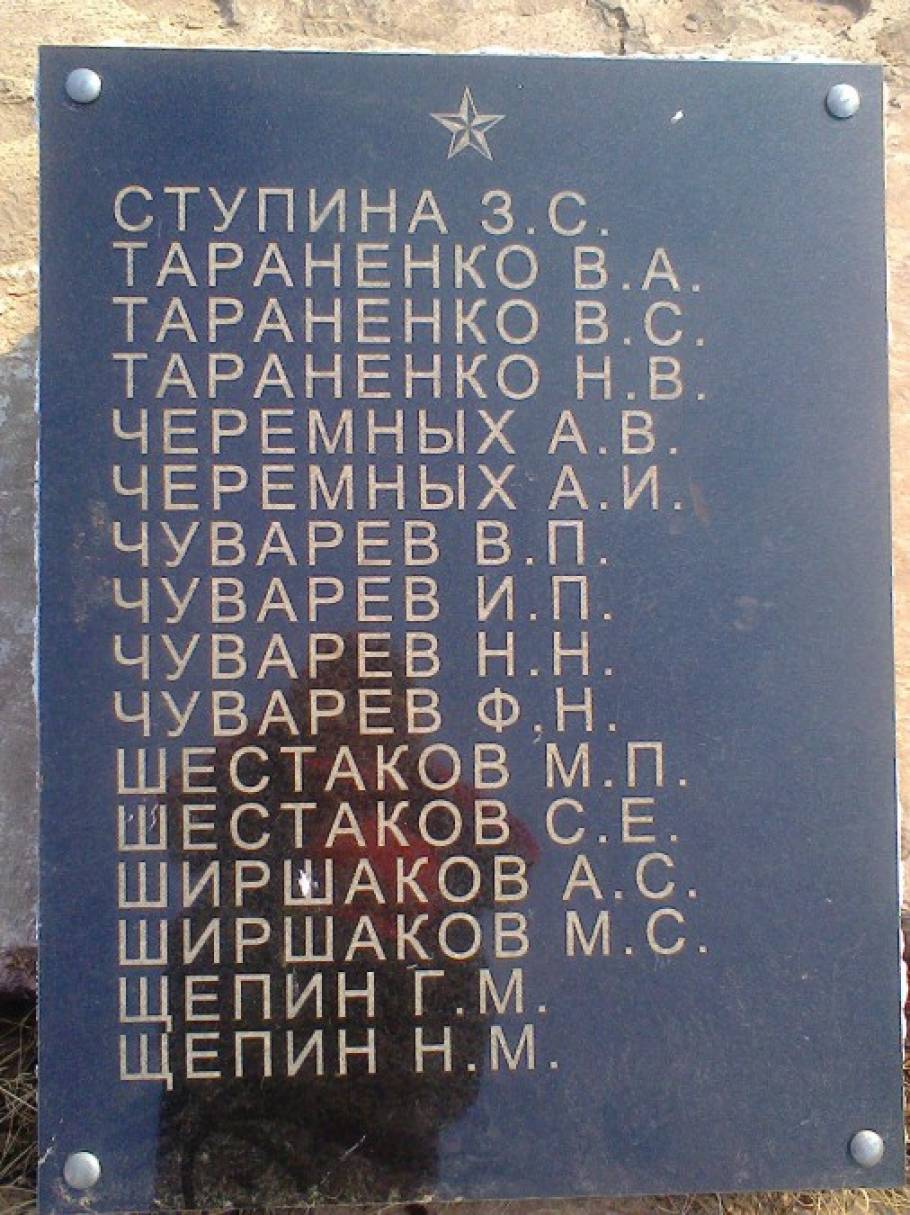 СТУПИНА З.С.
ТАРАНЕНКО В.А.
ТАРАНЕНКО В.С.
ТАРАНЕНКО Н.В.
ЧЕРЕМНЫХ А.В.
ЧЕРЕМНЫХ А.И.
ЧУВАРЕВ В.П.
ЧУВАРЕВ И.П.
ЧУВАРЕВ Н.Н.
ЧУВАРЕВ Ф.Н.
ШЕСТАКОВ М.П.
ШЕСТАКОВ С.Е.
ШИРШАКОВ А.С.
ШИРШАКОВ М.С.
ЩЕПИН Г.М.
ЩЕПИН Н.М.